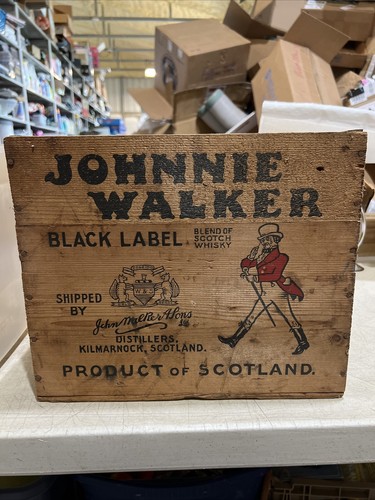 JOHNNIE
WALKER
BLACK LABEL
BLEND OF
SCOTCH
WHISKY
SHIPPED
BY
John Walker & Sons
Ld
DISTILLERS,
KILMARNOCK, SCOTLAND.
PRODUCT OF SCOTLAND.